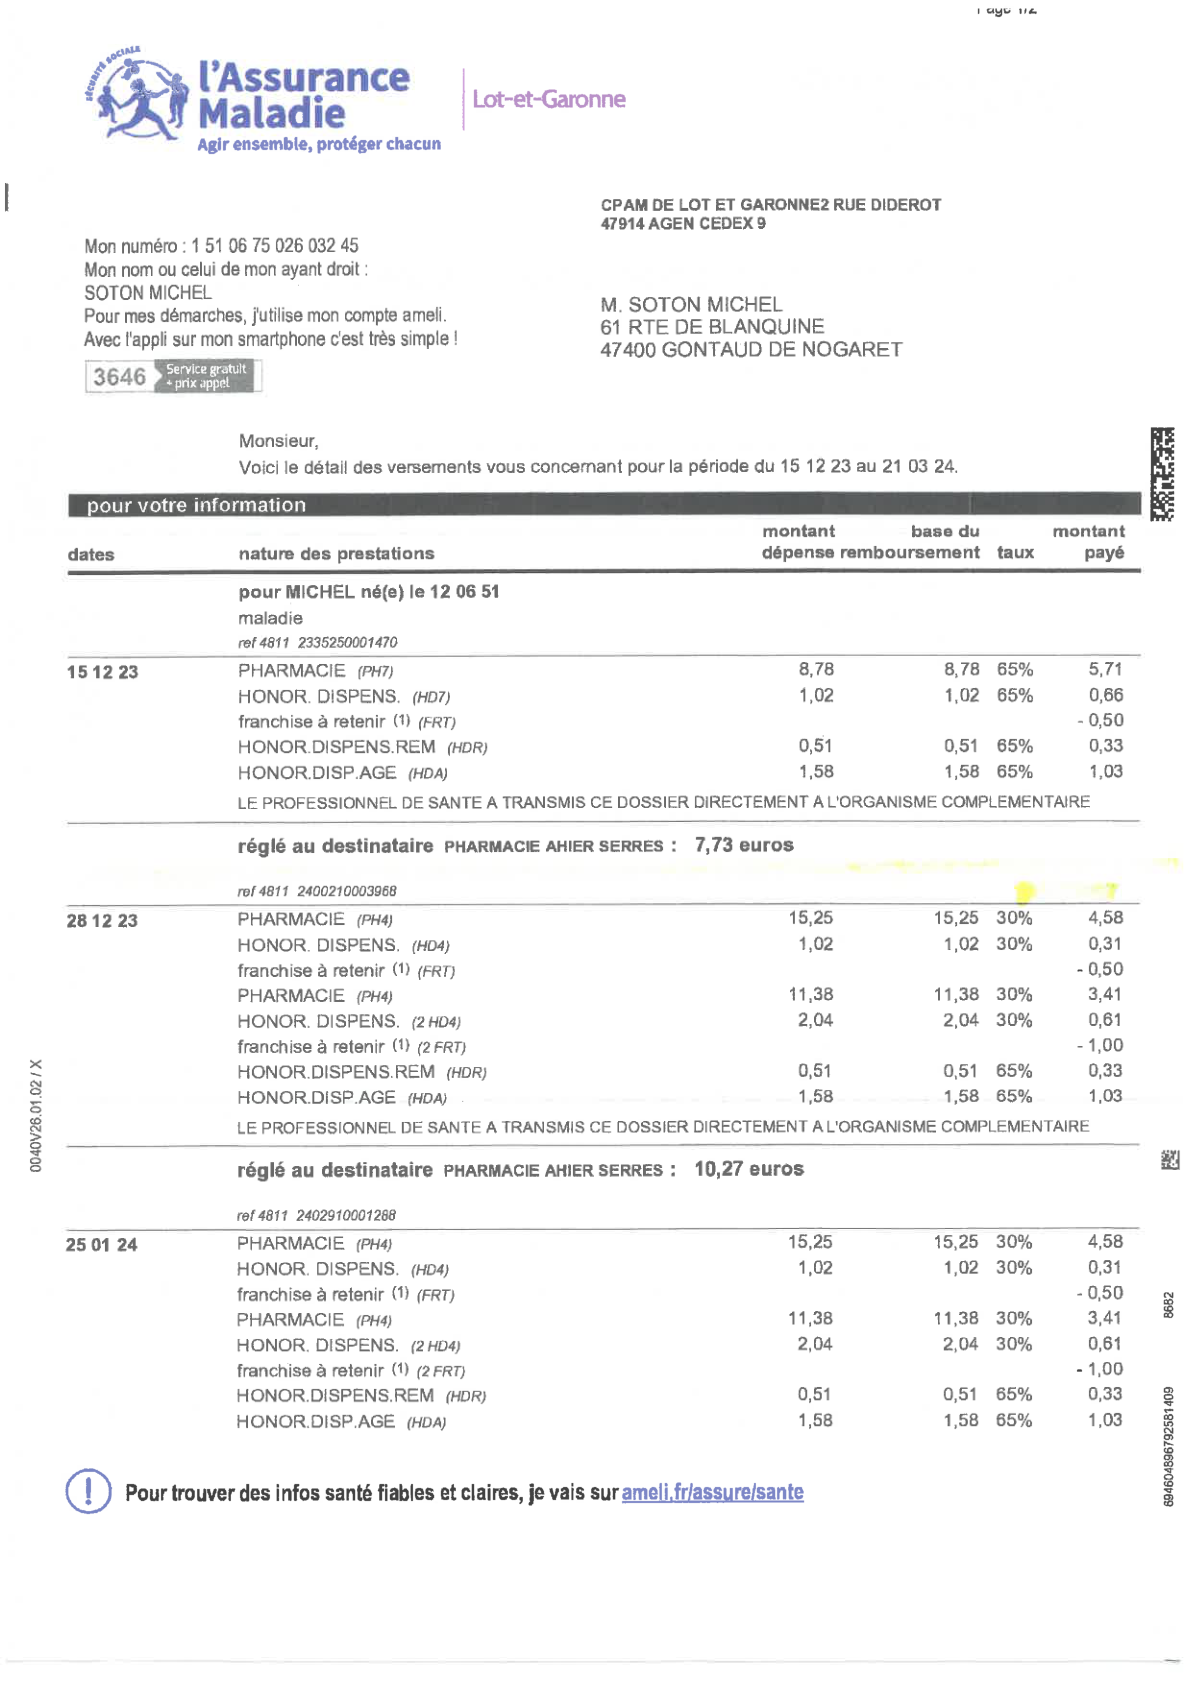 Page 1/2
SÉCURITÉ SOCIALE
l'Assurance
Maladie
Agir ensemble, protéger chacun
Lot-et-Garonne
CPAM DE LOT ET GARONNE2 RUE DIDEROT
47914 AGEN CEDEX 9
Mon numéro : 1 51 06 75 026 032 45
Mon nom ou celui de mon ayant droit :
SOTON MICHEL
Pour mes démarches, j'utilise mon compte ameli.
Avec l'appli sur mon smartphone c'est très simple !
3646 Service gratuit
+ prix appel
M. SOTON MICHEL
61 RTE DE BLANQUINE
47400 GONTAUD DE NOGARET
Monsieur,
Voici le détail des versements vous concernant pour la période du 15 12 23 au 21 03 24.
pour votre information
montant base du montant
dates nature des prestations dépense remboursement taux payé
pour MICHEL né(e) le 12 06 51
maladie
ref 4811 2335250001470
15 12 23 PHARMACIE (PH7) 8,78 8,78 65% 5,71
HONOR. DISPENS. (HD7) 1,02 1,02 65% 0,66
franchise à retenir (1) (FRT) - 0,50
HONOR.DISPENS.REM (HDR) 0,51 0,51 65% 0,33
HONOR.DISP.AGE (HDA) 1,58 1,58 65% 1,03
LE PROFESSIONNEL DE SANTE A TRANSMIS CE DOSSIER DIRECTEMENT A L'ORGANISME COMPLEMENTAIRE
réglé au destinataire PHARMACIE AHIER SERRES : 7,73 euros
ref 4811 2400210003968
28 12 23 PHARMACIE (PH4) 15,25 15,25 30% 4,58
HONOR. DISPENS. (HD4) 1,02 1,02 30% 0,31
franchise à retenir (1) (FRT) - 0,50
PHARMACIE (PH4) 11,38 11,38 30% 3,41
HONOR. DISPENS. (2 HD4) 2,04 2,04 30% 0,61
franchise à retenir (1) (2 FRT) - 1,00
HONOR.DISPENS.REM (HDR) 0,51 0,51 65% 0,33
HONOR.DISP.AGE (HDA) 1,58 1,58 65% 1,03
LE PROFESSIONNEL DE SANTE A TRANSMIS CE DOSSIER DIRECTEMENT A L'ORGANISME COMPLEMENTAIRE
réglé au destinataire PHARMACIE AHIER SERRES : 10,27 euros
ref 4811 2402910001288
25 01 24 PHARMACIE (PH4) 15,25 15,25 30% 4,58
HONOR. DISPENS. (HD4) 1,02 1,02 30% 0,31
franchise à retenir (1) (FRT) - 0,50
PHARMACIE (PH4) 11,38 11,38 30% 3,41
HONOR. DISPENS. (2 HD4) 2,04 2,04 30% 0,61
franchise à retenir (1) (2 FRT) - 1,00
HONOR.DISPENS.REM (HDR) 0,51 0,51 65% 0,33
HONOR.DISP.AGE (HDA) 1,58 1,58 65% 1,03
! Pour trouver des infos santé fiables et claires, je vais sur ameli.fr/assure/sante
0040V26.01.02 / X
8682
694604896792581409